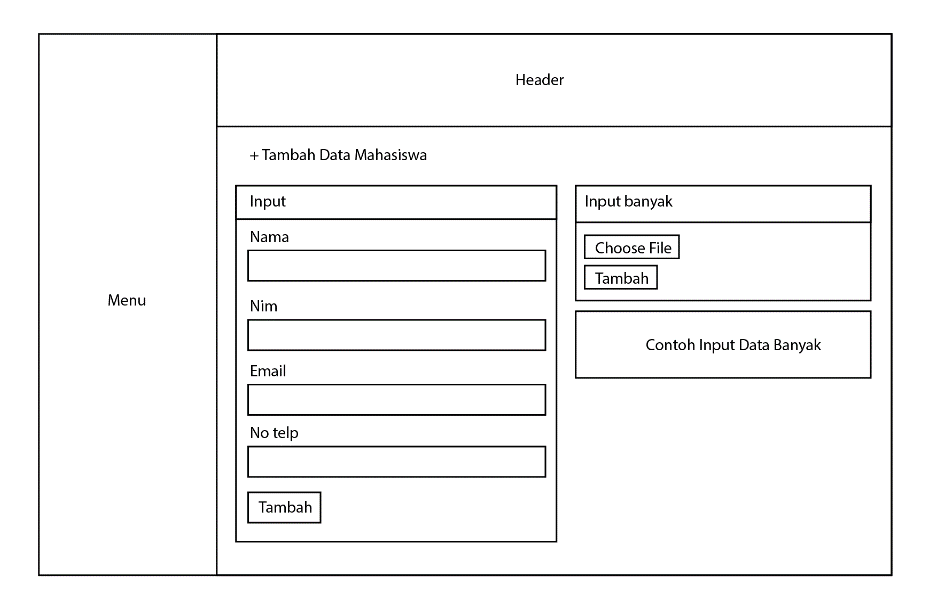 Header
Menu
+ Tambah Data Mahasiswa
Input
Nama
Nim
Email
No telp
Tambah
Input banyak
Choose File
Tambah
Contoh Input Data Banyak